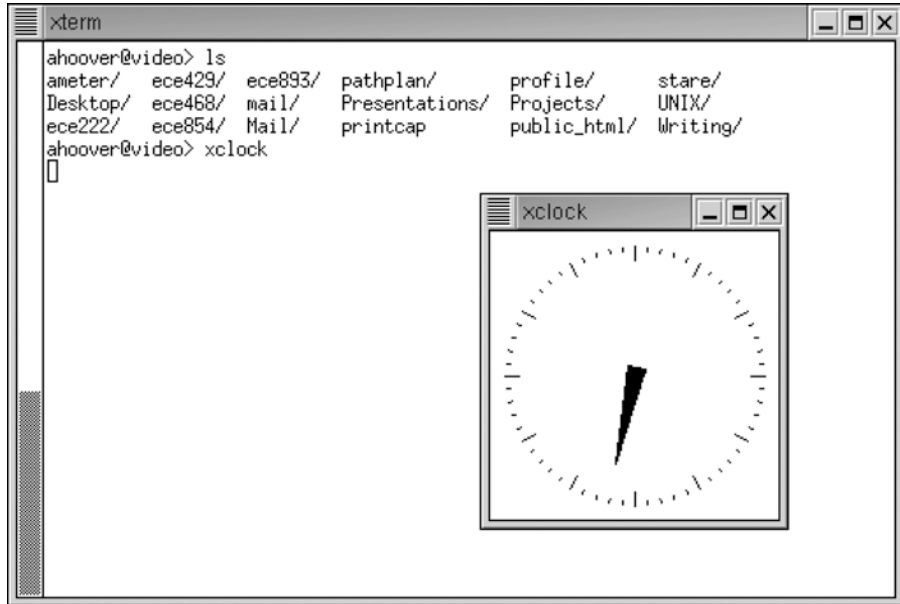 xterm
ahoover@video> ls
ameter/ ece429/ ece893/ pathplan/ profile/ stare/
Desktop/ ece468/ mail/ Presentations/ Projects/ UNIX/
ece222/ ece854/ Mail/ printcap public_html/ Writing/
ahoover@video> xclock
xclock